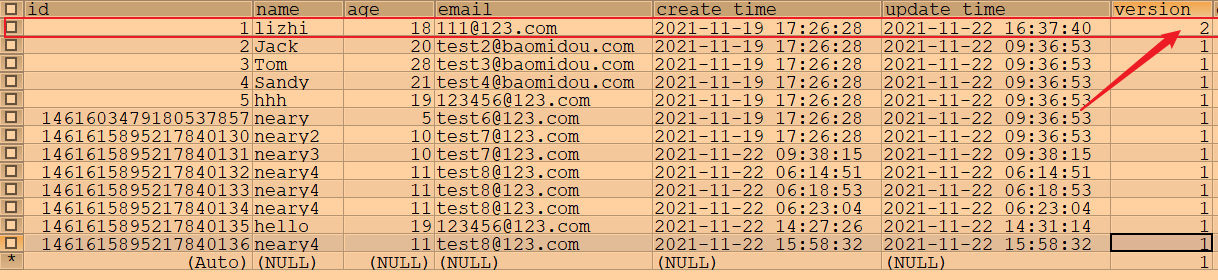 id name age email create_time update_time version
1 lizhi 18 111@123.com 2021-11-19 17:26:28 2021-11-22 16:37:40 2
2 Jack 20 test2@baomidou.com 2021-11-19 17:26:28 2021-11-22 09:36:53 1
3 Tom 28 test3@baomidou.com 2021-11-19 17:26:28 2021-11-22 09:36:53 1
4 Sandy 21 test4@baomidou.com 2021-11-19 17:26:28 2021-11-22 09:36:53 1
5 hhh 19 123456@123.com 2021-11-19 17:26:28 2021-11-22 09:36:53 1
1461603479180537857 neary 5 test6@123.com 2021-11-19 17:26:28 2021-11-22 09:36:53 1
1461615895217840130 neary2 10 test7@123.com 2021-11-19 17:26:28 2021-11-22 09:36:53 1
1461615895217840131 neary3 10 test7@123.com 2021-11-22 09:38:15 2021-11-22 09:38:15 1
1461615895217840132 neary4 11 test8@123.com 2021-11-22 06:14:51 2021-11-22 06:14:51 1
1461615895217840133 neary4 11 test8@123.com 2021-11-22 06:18:53 2021-11-22 06:18:53 1
1461615895217840134 neary4 11 test8@123.com 2021-11-22 06:23:04 2021-11-22 06:23:04 1
1461615895217840135 hello 19 123456@123.com 2021-11-22 14:27:26 2021-11-22 14:31:14 1
1461615895217840136 neary4 11 test8@123.com 2021-11-22 15:58:32 2021-11-22 15:58:32 1
* (Auto) (NULL) (NULL) (NULL) (NULL) (NULL) 1